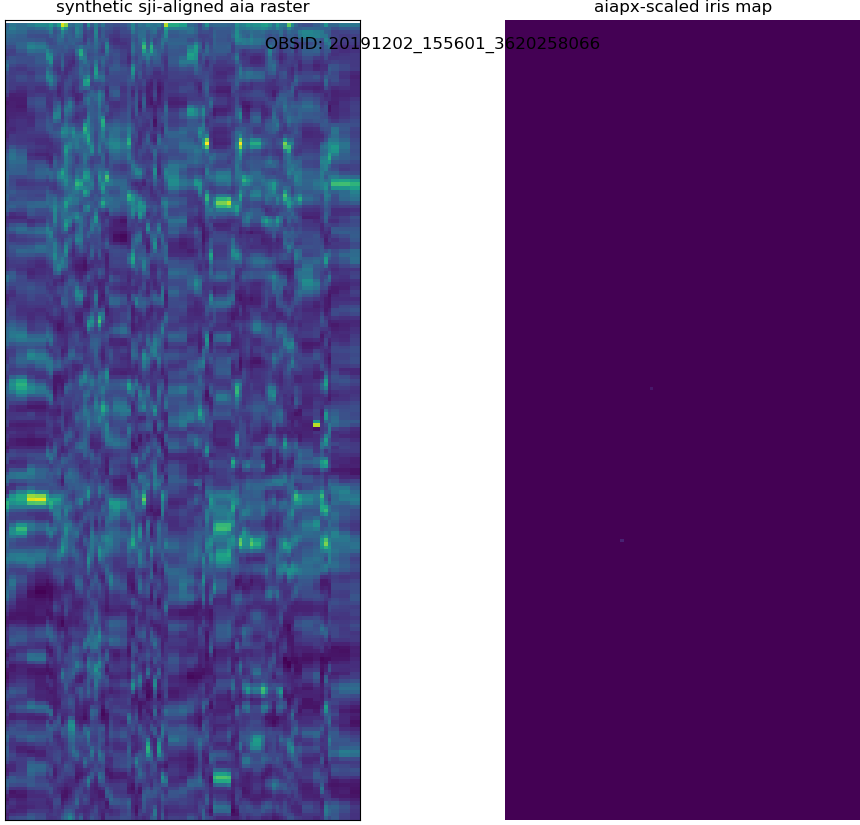 synthetic sji-aligned aia raster
aiapx-scaled iris map
OBSID: 20191202_155601_3620258066